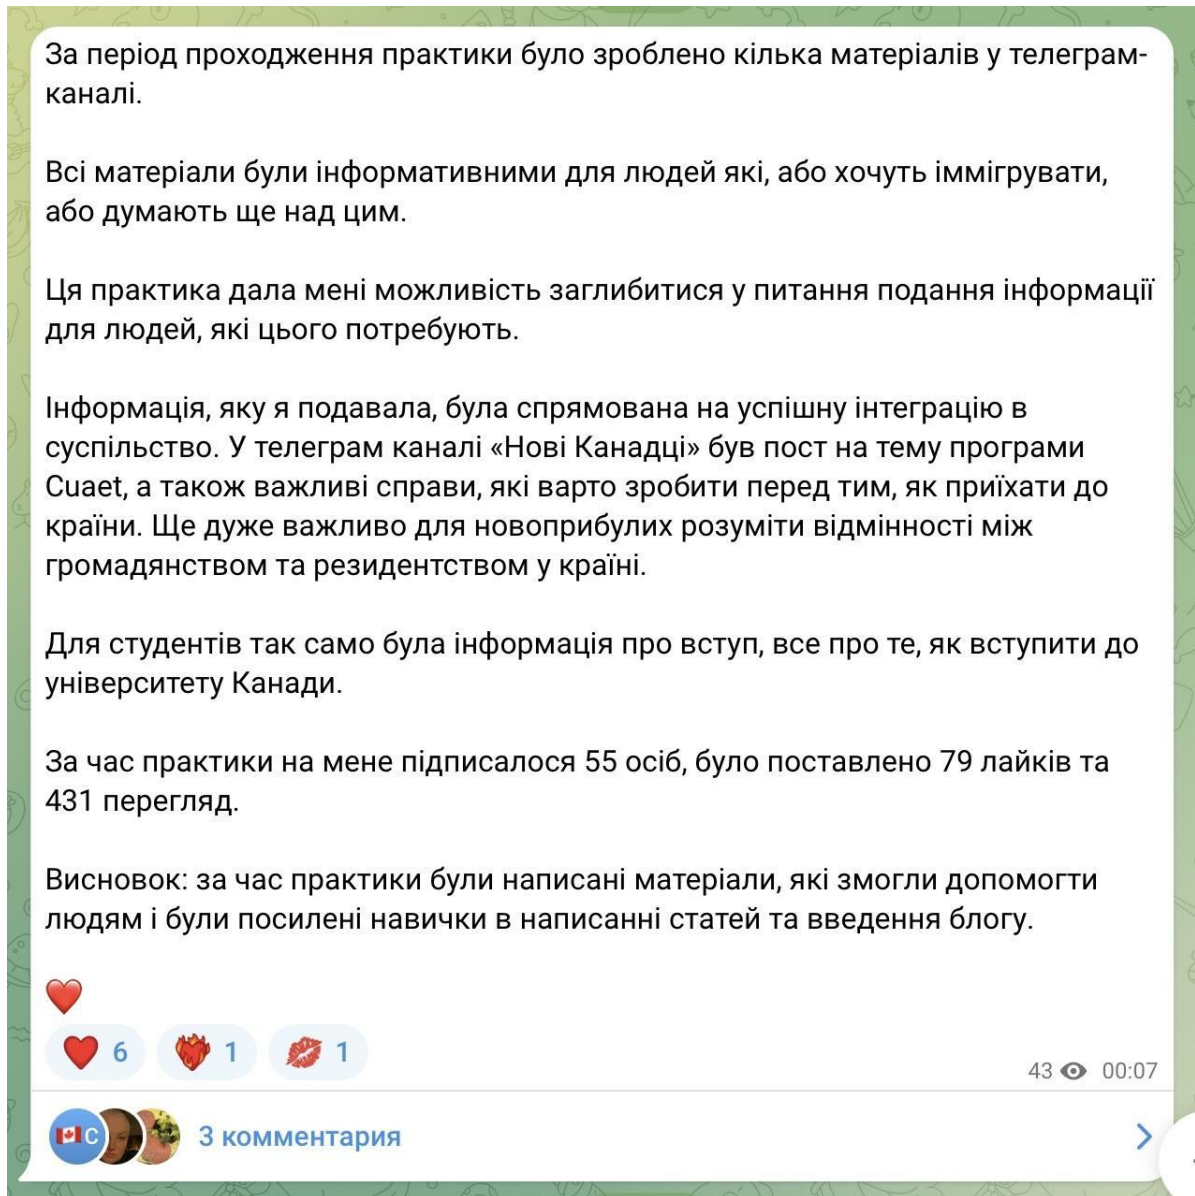 За період проходження практики було зроблено кілька матеріалів у телеграм-
каналі.
Всі матеріали були інформативними для людей які, або хочуть іммігрувати,
або думають ще над цим.
Ця практика дала мені можливість заглибитися у питання подання інформації
для людей, які цього потребують.
Інформація, яку я подавала, була спрямована на успішну інтеграцію в
суспільство. У телеграм каналі «Нові Канадці» був пост на тему програми
Cuaet, а також важливі справи, які варто зробити перед тим, як приїхати до
країни. Ще дуже важливо для новоприбулих розуміти відмінності між
громадянством та резидентством у країні.
Для студентів так само була інформація про вступ, все про те, як вступити до
університету Канади.
За час практики на мене підписалося 55 осіб, було поставлено 79 лайків та
431 перегляд.
Висновок: за час практики були написані матеріали, які змогли допомогти
людям і були посилені навички в написанні статей та введення блогу.
❤️
❤️ 6 ❤️‍🔥 1 💋 1
43 00:07
С 3 комментария